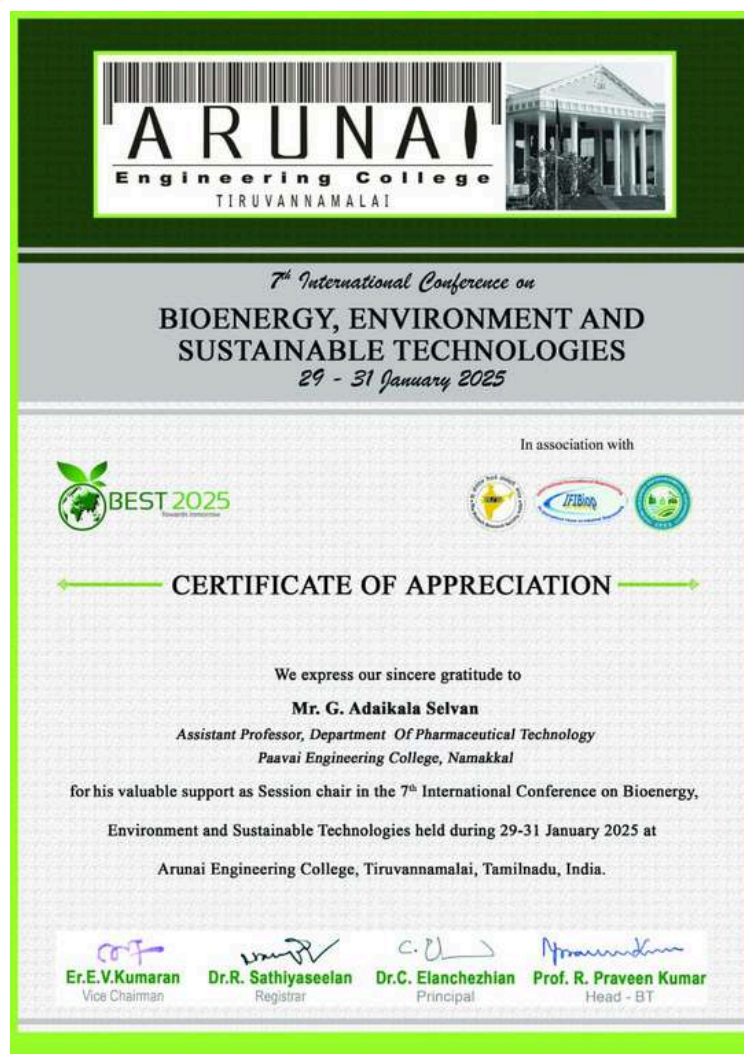 ARUNAI
Engineering College
TIRUVANNAMALAI
7th International Conference on
BIOENERGY, ENVIRONMENT AND
SUSTAINABLE TECHNOLOGIES
29 - 31 January 2025
In association with
BEST 2025
Towards tomorrow
IFIBiop
CERTIFICATE OF APPRECIATION
We express our sincere gratitude to
Mr. G. Adaikala Selvan
Assistant Professor, Department Of Pharmaceutical Technology
Paavai Engineering College, Namakkal
for his valuable support as Session chair in the 7th International Conference on Bioenergy,
Environment and Sustainable Technologies held during 29-31 January 2025 at
Arunai Engineering College, Tiruvannamalai, Tamilnadu, India.
Er.E.V.Kumaran Dr.R. Sathiyaseelan Dr.C. Elanchezhian Prof. R. Praveen Kumar
Vice Chairman Registrar Principal Head - BT